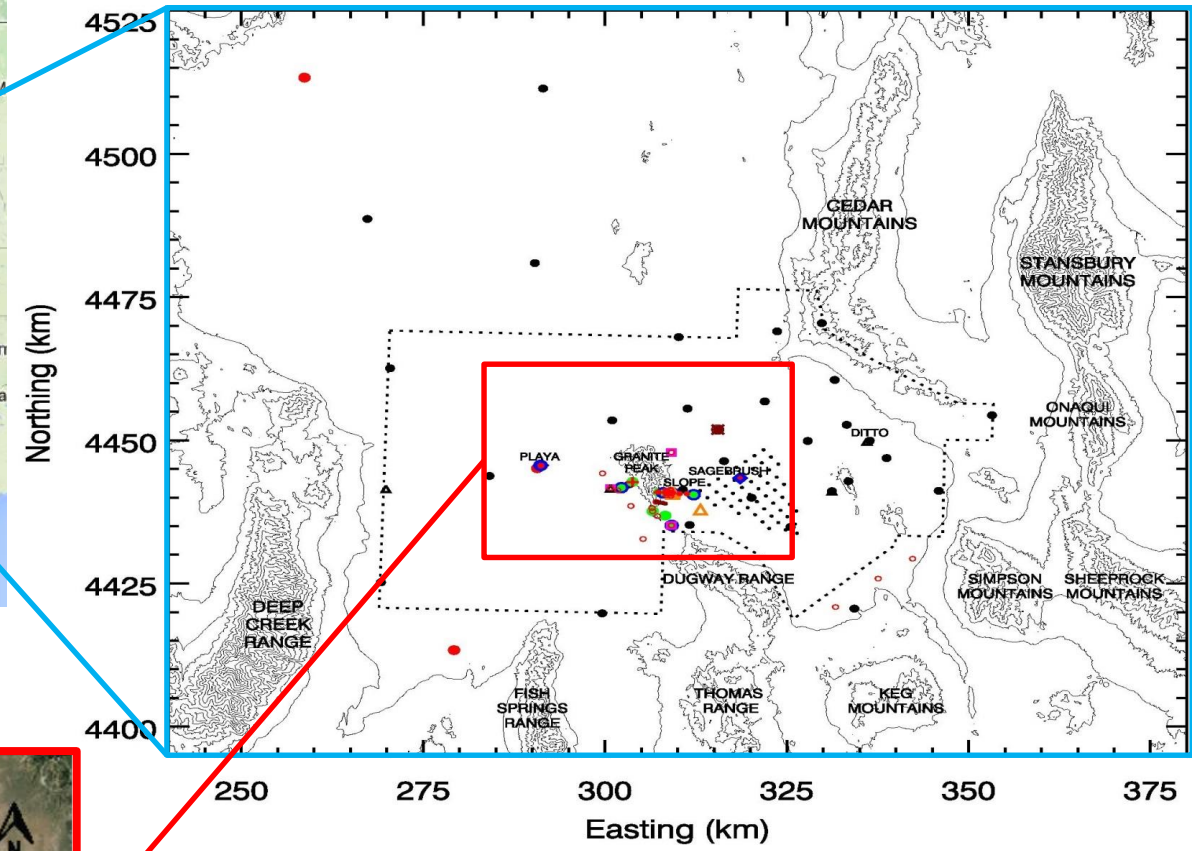 4525
4500
4475
4450
4425
4400
Northing (km)
CEDAR
MOUNTAINS
STANSBURY
MOUNTAINS
ONAQUI
MOUNTAINS
DITTO
PLAYA
GRANITE
PEAK
SAGEBRUSH
SLOPE
DUGWAY RANGE
SIMPSON
MOUNTAINS
SHEEPROCK
MOUNTAINS
DEEP
CREEK
RANGE
FISH
SPRINGS
RANGE
THOMAS
RANGE
KEG
MOUNTAINS
250
275
300
325
350
375
Easting (km)
N